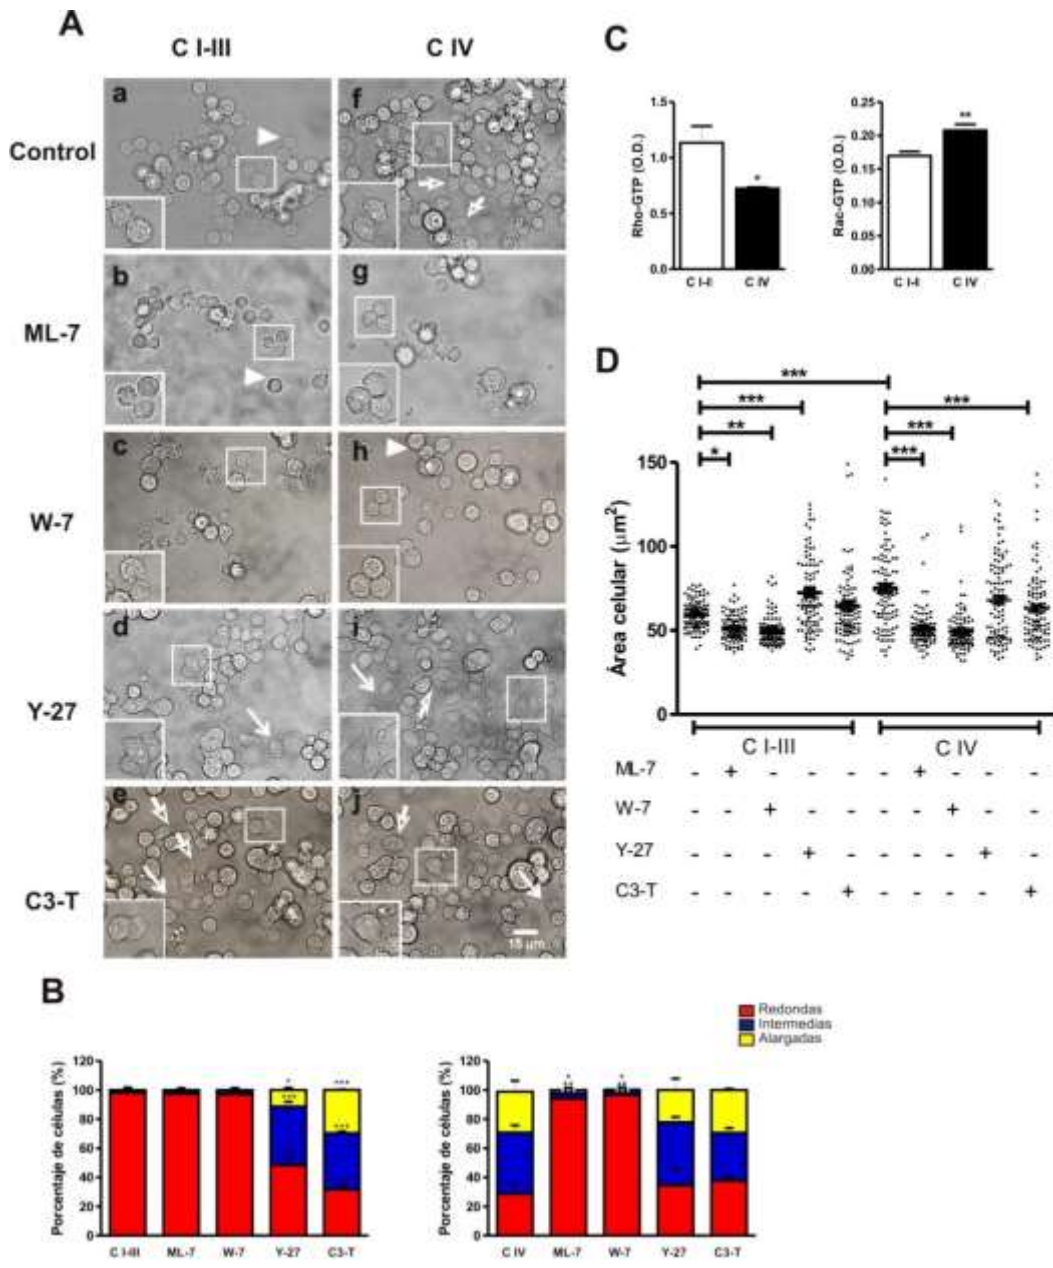 A
C I-III
C IV
Control
a
f
ML-7
b
g
W-7
c
h
Y-27
d
i
C3-T
e
j
15 µm
C
Rho-GTP (O.D.)
1.5
1.0
0.5
0.0
*
C I-II
C IV
Rac-GTP (O.D.)
0.25
0.20
0.15
0.10
0.05
0.00
**
C I-I
C IV
D
***
***
***
**
***
*
***
Área celular (µm²)
150
100
50
0
C I-III
C IV
ML-7 - + - - - - + - - -
W-7 - - + - - - - + - -
Y-27 - - - + - - - - + -
C3-T - - - - + - - - - +
B
Redondas
Intermedias
Alargadas
Porcentaje de células (%)
120
100
80
60
40
20
0
*
***
***
***
C I-III
ML-7
W-7
Y-27
C3-T
Porcentaje de células (%)
120
100
80
60
40
20
0
C IV
ML-7
W-7
Y-27
C3-T